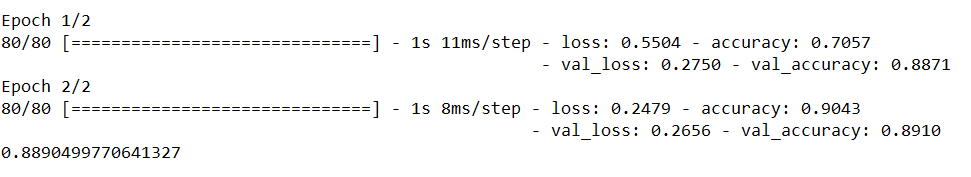 Epoch 1/2
80/80 [==============================] - 1s 11ms/step - loss: 0.5504 - accuracy: 0.7057
- val_loss: 0.2750 - val_accuracy: 0.8871
Epoch 2/2
80/80 [==============================] - 1s 8ms/step - loss: 0.2479 - accuracy: 0.9043
- val_loss: 0.2656 - val_accuracy: 0.8910
0.8890499770641327